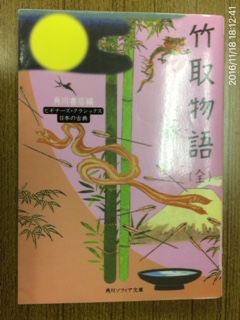 竹取物語(全)
角川書店編
ビギナーズ・クラシックス
日本の古典
角川ソフィア文庫
2016/11/18 18:12:41